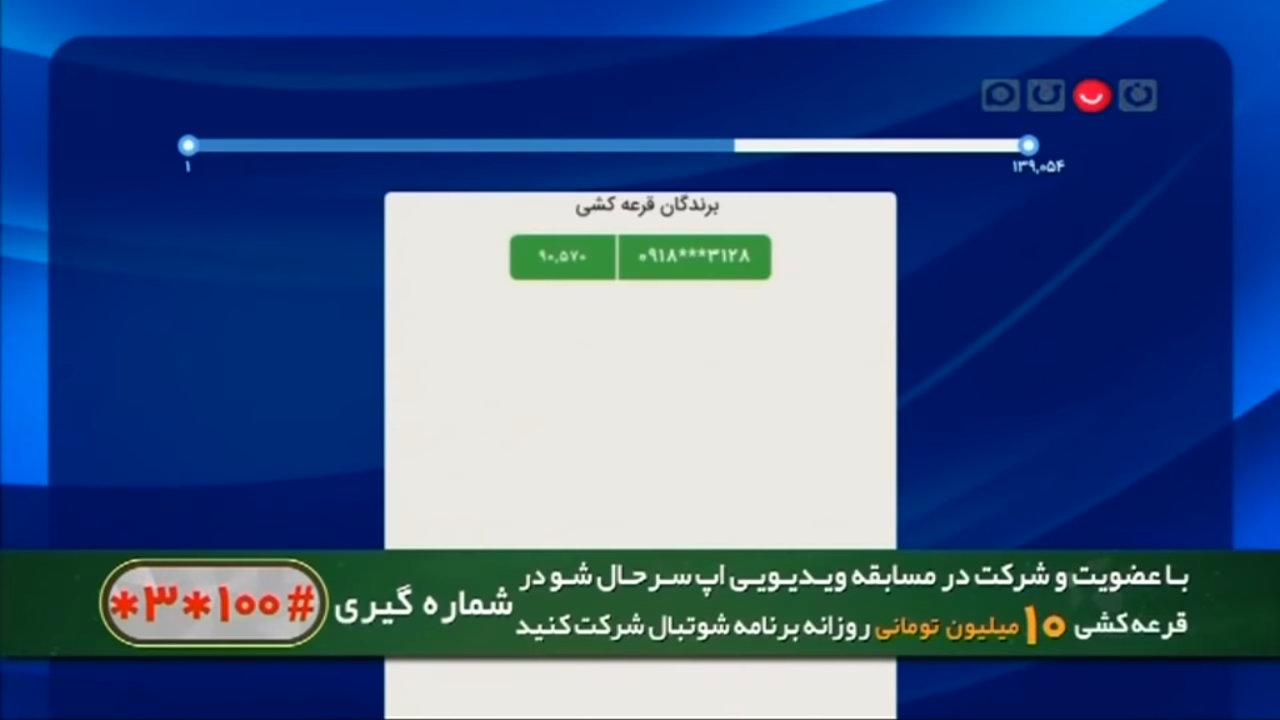 ۱
۱۳۹,۰۵۴
برندگان قرعه کشی
۰۹۱۸***۳۱۲۸
۹۰,۵۷۰
با عضویت و شرکت در مسابقه ویدیویی اپ سرحال شو در
قرعه کشی ۱۰ میلیون تومانی روزانه برنامه شوتبال شرکت کنید
شماره گیری
*۳*۱۰۰#